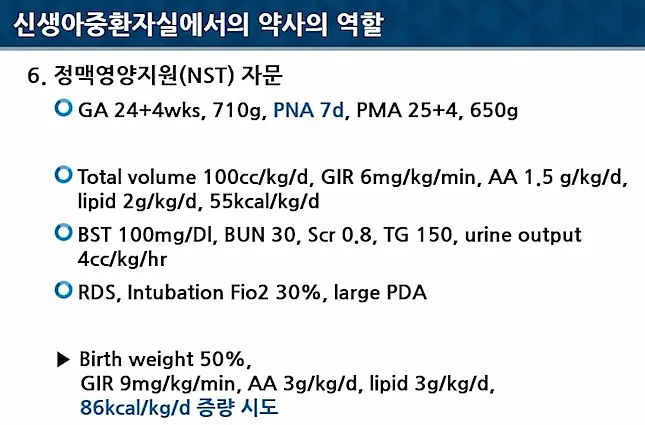 신생아중환자실에서의 약사의 역할
6. 정맥영양지원(NST) 자문
GA 24+4wks, 710g, PNA 7d, PMA 25+4, 650g
Total volume 100cc/kg/d, GIR 6mg/kg/min, AA 1.5 g/kg/d,
lipid 2g/kg/d, 55kcal/kg/d
BST 100mg/Dl, BUN 30, Scr 0.8, TG 150, urine output
4cc/kg/hr
RDS, Intubation Fio2 30%, large PDA
▶ Birth weight 50%,
GIR 9mg/kg/min, AA 3g/kg/d, lipid 3g/kg/d,
86kcal/kg/d 증량 시도